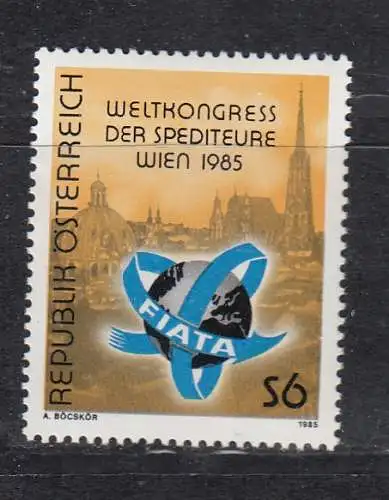 WELTKONGRESS
DER SPEDITEURE
WIEN 1985
REPUBLIK ÖSTERREICH
FIATA
S6
A. BÖCSKÖR
1985